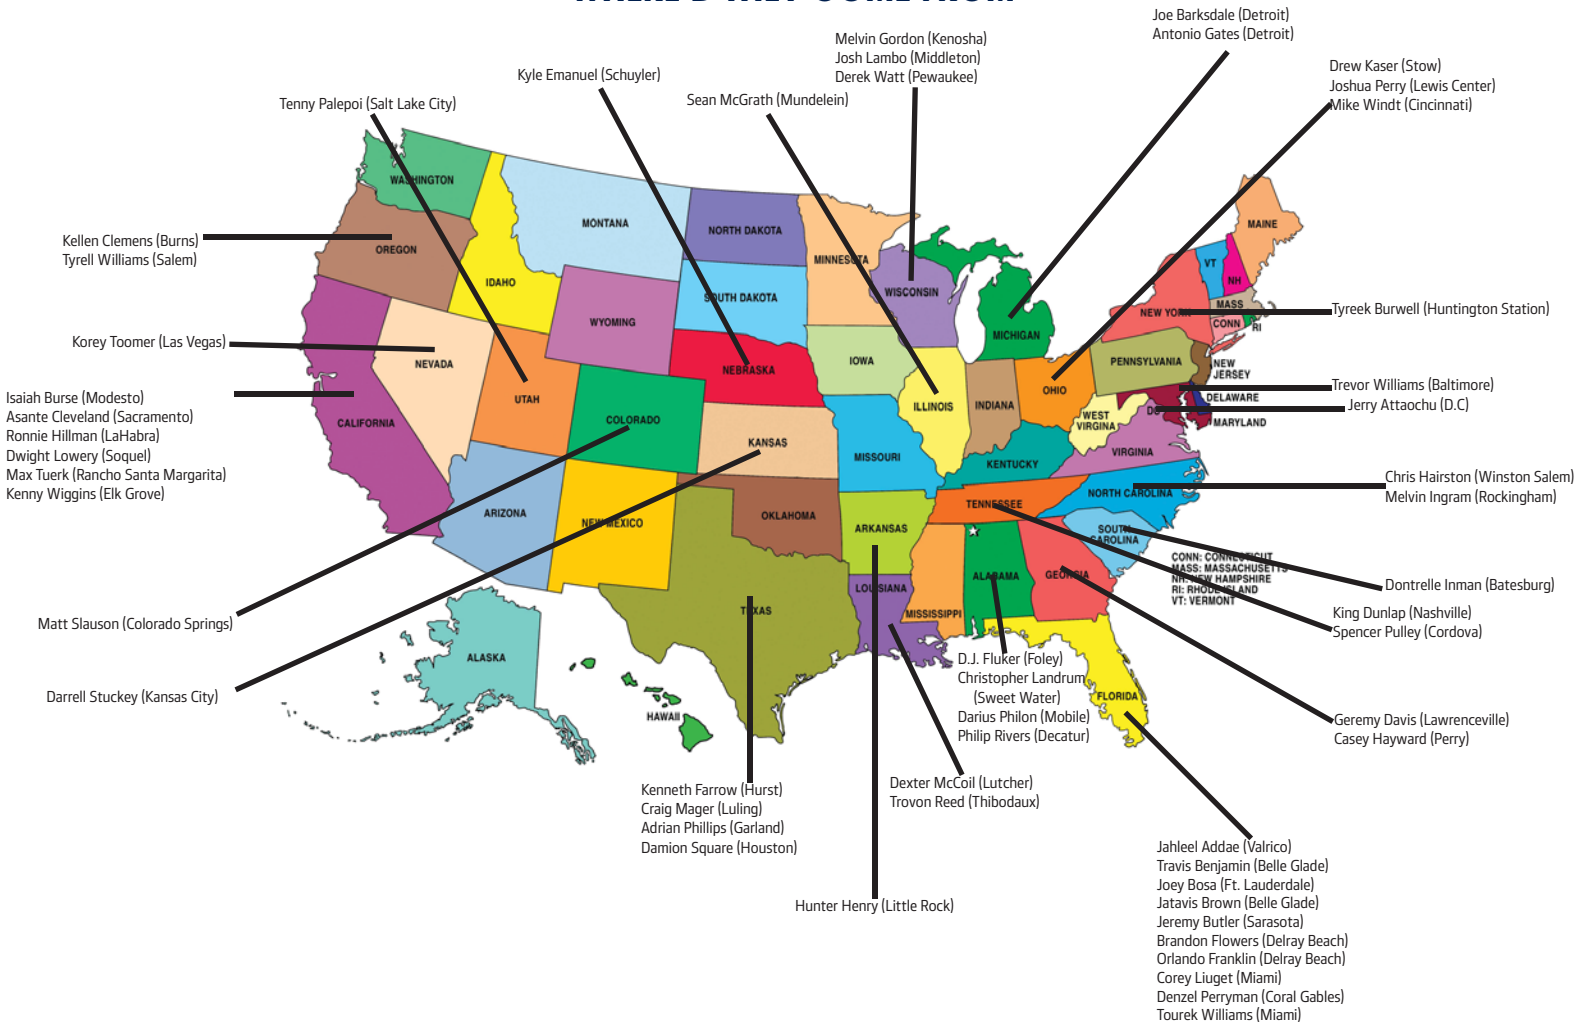 WHERE'D THEY COME FROM
Joe Barksdale (Detroit)
Antonio Gates (Detroit)
Melvin Gordon (Kenosha)
Josh Lambo (Middleton)
Derek Watt (Pewaukee)
Drew Kaser (Stow)
Joshua Perry (Lewis Center)
Mike Windt (Cincinnati)
Kyle Emanuel (Schuyler)
Sean McGrath (Mundelein)
Tenny Palepoi (Salt Lake City)
Kellen Clemens (Burns)
Tyrell Williams (Salem)
Korey Toomer (Las Vegas)
Isaiah Burse (Modesto)
Asante Cleveland (Sacramento)
Ronnie Hillman (LaHabra)
Dwight Lowery (Soquel)
Max Tuerk (Rancho Santa Margarita)
Kenny Wiggins (Elk Grove)
Matt Slauson (Colorado Springs)
Darrell Stuckey (Kansas City)
WASHINGTON
OREGON
IDAHO
MONTANA
NORTH DAKOTA
MINNESOTA
WISCONSIN
MICHIGAN
MAINE
VT
NH
MASS
NEW YORK
CONN
RI
SOUTH DAKOTA
WYOMING
NEVADA
UTAH
CALIFORNIA
COLORADO
NEBRASKA
IOWA
ILLINOIS
INDIANA
OHIO
PENNSYLVANIA
NEW
JERSEY
DELAWARE
MARYLAND
DC
WEST
VIRGINA
VIRGINIA
KANSAS
MISSOURI
KENTUCKY
NORTH CAROLINA
TENNESSEE
SOUTH
CAROLINA
ARIZONA
NEW MEXICO
OKLAHOMA
ARKANSAS
TEXAS
LOUISIANA
MISSISSIPPI
ALABAMA
GEORGIA
FLORIDA
ALASKA
HAWAII
CONN: CONNECTICUT
MASS: MASSACHUSETTS
NH: NEW HAMPSHIRE
RI: RHODE ISLAND
VT: VERMONT
Tyreek Burwell (Huntington Station)
Trevor Williams (Baltimore)
Jerry Attaochu (D.C)
Chris Hairston (Winston Salem)
Melvin Ingram (Rockingham)
Dontrelle Inman (Batesburg)
King Dunlap (Nashville)
Spencer Pulley (Cordova)
Geremy Davis (Lawrenceville)
Casey Hayward (Perry)
D.J. Fluker (Foley)
Christopher Landrum
(Sweet Water)
Darius Philon (Mobile)
Philip Rivers (Decatur)
Dexter McCoil (Lutcher)
Trovon Reed (Thibodaux)
Kenneth Farrow (Hurst)
Craig Mager (Luling)
Adrian Phillips (Garland)
Damion Square (Houston)
Hunter Henry (Little Rock)
Jahleel Addae (Valrico)
Travis Benjamin (Belle Glade)
Joey Bosa (Ft. Lauderdale)
Jatavis Brown (Belle Glade)
Jeremy Butler (Sarasota)
Brandon Flowers (Delray Beach)
Orlando Franklin (Delray Beach)
Corey Liuget (Miami)
Denzel Perryman (Coral Gables)
Tourek Williams (Miami)